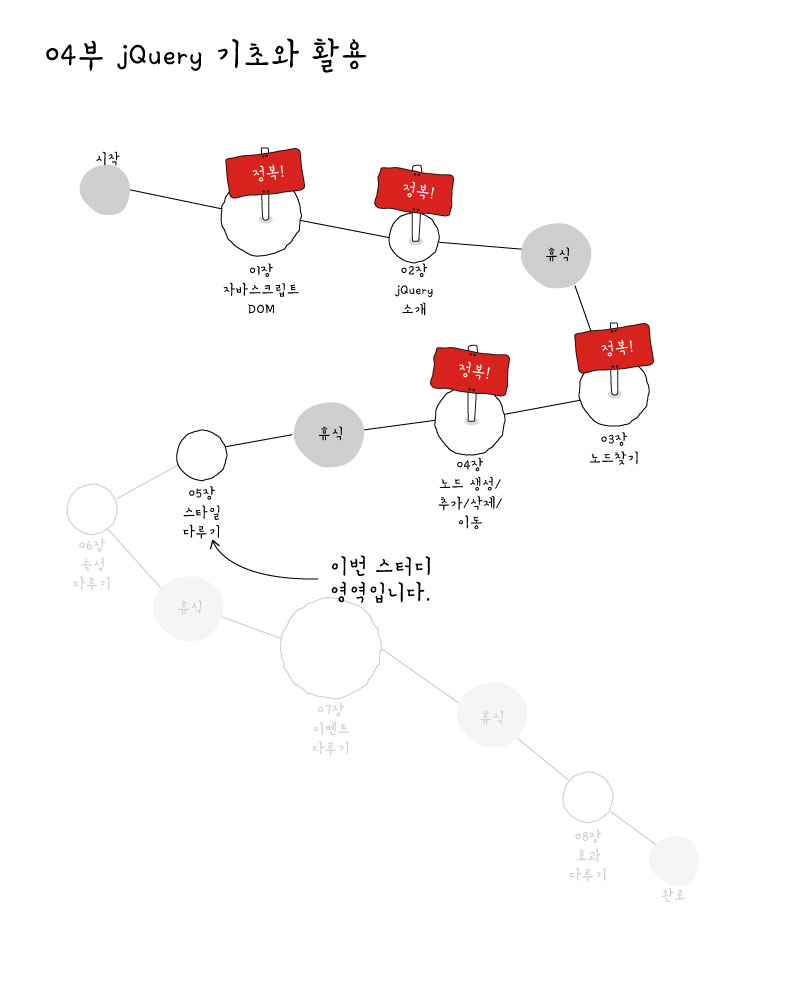 04부 jQuery 기초와 활용
시작
정복!
01장
자바스크립트
DOM
정복!
02장
jQuery
소개
휴식
정복!
03장
노드찾기
정복!
04장
노드 생성/
추가/삭제/
이동
휴식
05장
스타일
다루기
이번 스터디
영역입니다.
06장
속성
다루기
휴식
07장
이벤트
다루기
휴식
08장
효과
다루기
완료